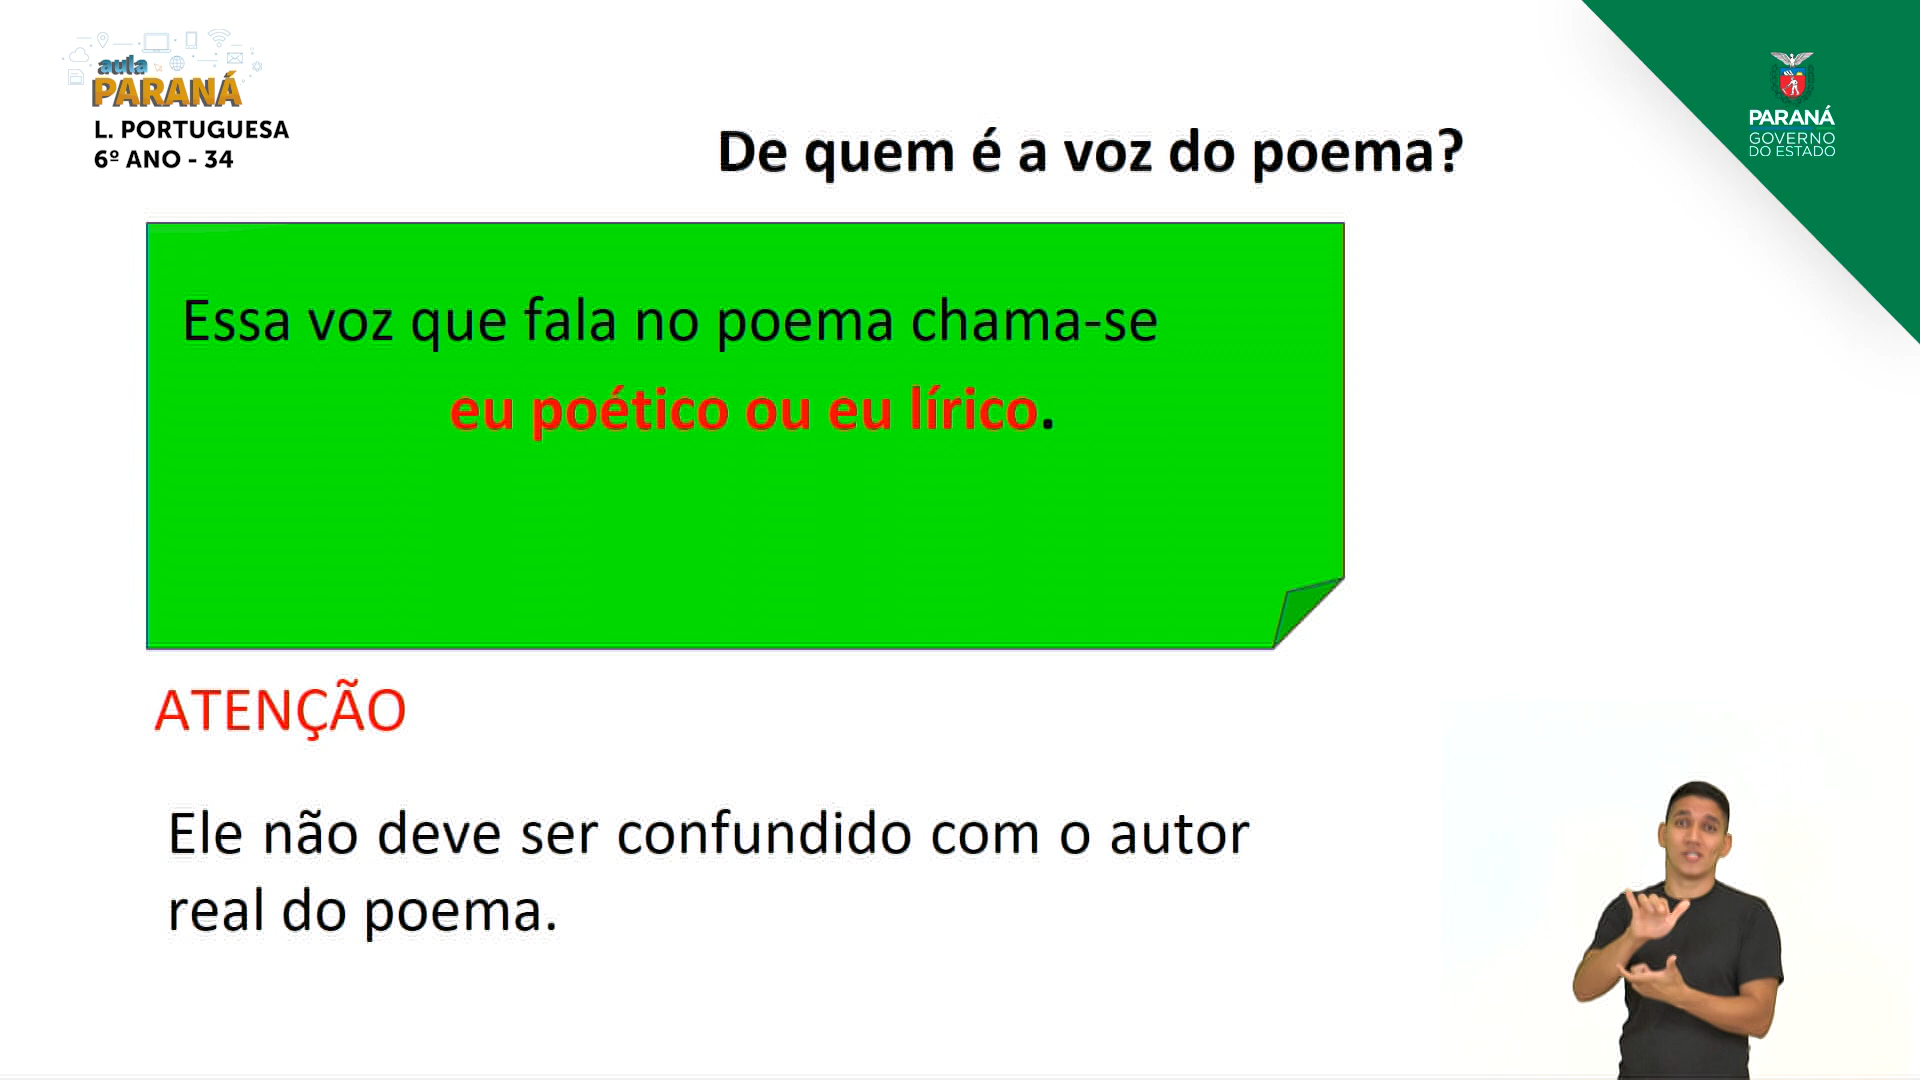 aula
PARANÁ
L. PORTUGUESA
6º ANO - 34
PARANÁ
GOVERNO
DO ESTADO
De quem é a voz do poema?
Essa voz que fala no poema chama-se
eu poético ou eu lírico.
ATENÇÃO
Ele não deve ser confundido com o autor
real do poema.